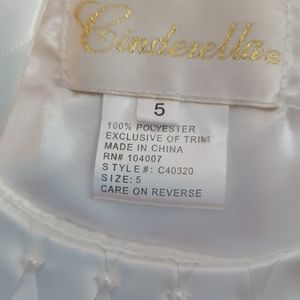 Cinderella®
5
100% POLYESTER
EXCLUSIVE OF TRIM
MADE IN CHINA
RN# 104007
STYLE#: C40320
SIZE: 5
CARE ON REVERSE